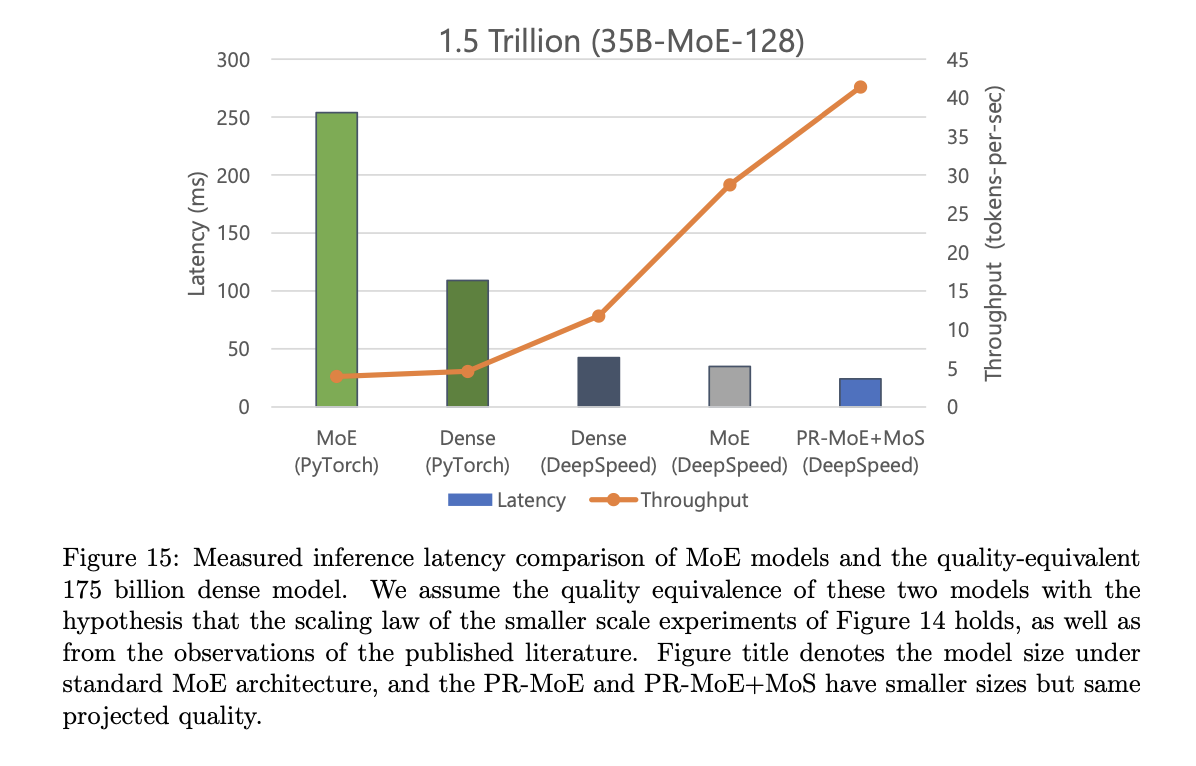 1.5 Trillion (35B-MoE-128)
300
250
200
150
100
50
0
Latency (ms)
45
40
35
30
25
20
15
10
5
0
Throughput (tokens-per-sec)
MoE
(PyTorch)
Dense
(PyTorch)
Dense
(DeepSpeed)
MoE
(DeepSpeed)
PR-MoE+MoS
(DeepSpeed)
Latency
Throughput
Figure 15: Measured inference latency comparison of MoE models and the quality-equivalent
175 billion dense model. We assume the quality equivalence of these two models with the
hypothesis that the scaling law of the smaller scale experiments of Figure 14 holds, as well as
from the observations of the published literature. Figure title denotes the model size under
standard MoE architecture, and the PR-MoE and PR-MoE+MoS have smaller sizes but same
projected quality.